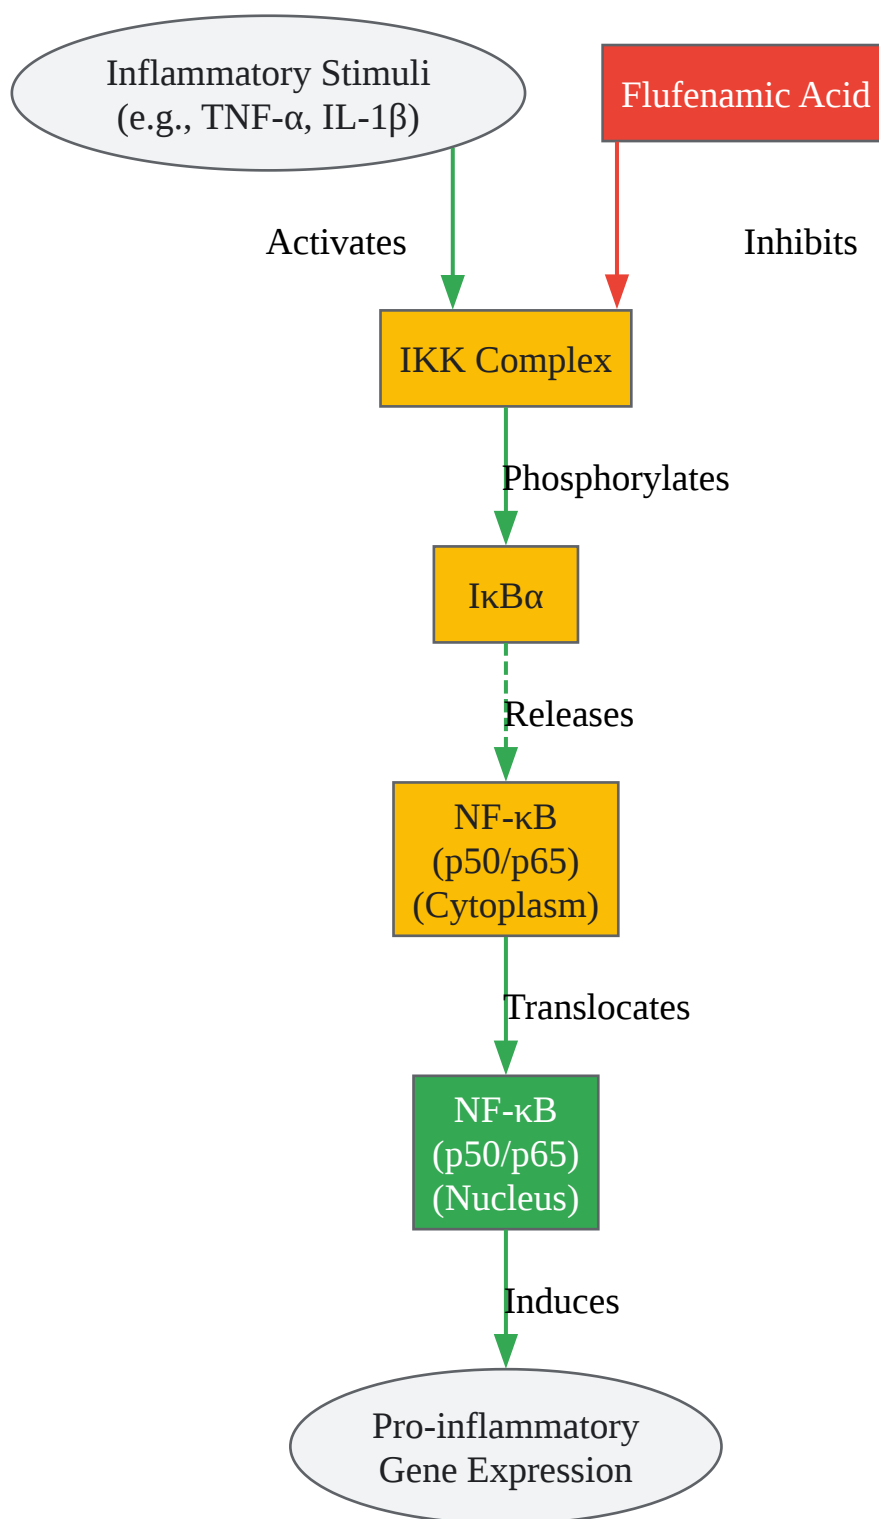 Inflammatory Stimuli
(e.g., TNF-α, IL-1β)
Flufenamic Acid
Activates
Inhibits
IKK Complex
Phosphorylates
IκBα
Releases
NF-κB
(p50/p65)
(Cytoplasm)
Translocates
NF-κB
(p50/p65)
(Nucleus)
Induces
Pro-inflammatory
Gene Expression